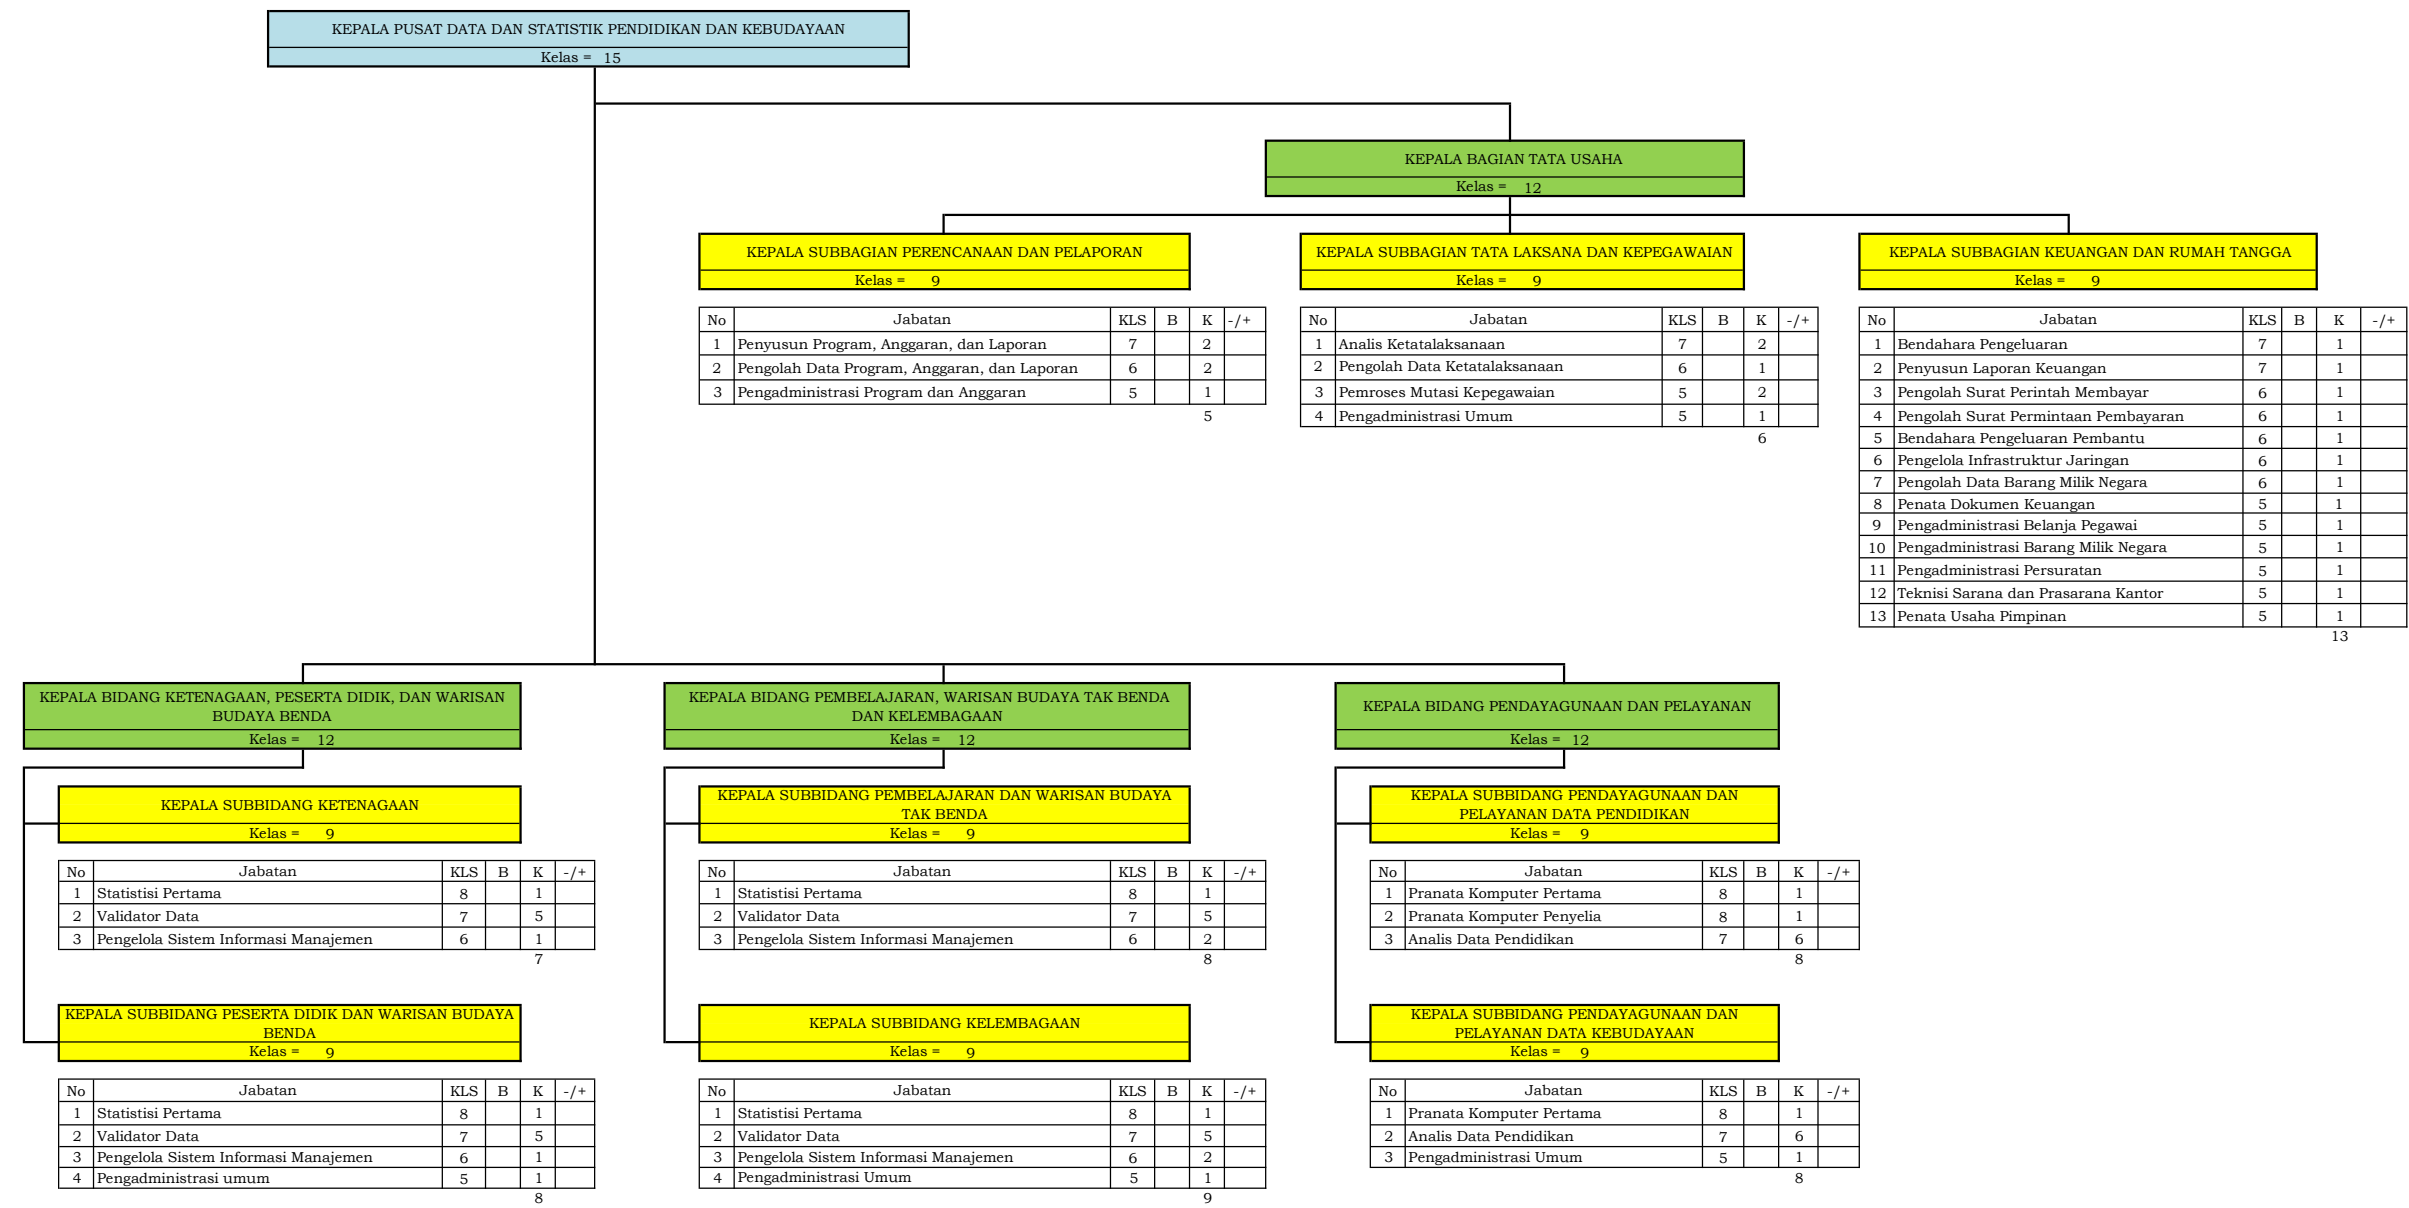 KEPALA PUSAT DATA DAN STATISTIK PENDIDIKAN DAN KEBUDAYAAN
Kelas = 15
KEPALA BAGIAN TATA USAHA
Kelas = 12
KEPALA SUBBAGIAN PERENCANAAN DAN PELAPORAN
Kelas = 9
No Jabatan KLS B K -/+
1 Penyusun Program, Anggaran, dan Laporan 7 2
2 Pengolah Data Program, Anggaran, dan Laporan 6 2
3 Pengadministrasi Program dan Anggaran 5 1
5
KEPALA SUBBAGIAN TATA LAKSANA DAN KEPEGAWAIAN
Kelas = 9
No Jabatan KLS B K -/+
1 Analis Ketatalaksanaan 7 2
2 Pengolah Data Ketatalaksanaan 6 1
3 Pemroses Mutasi Kepegawaian 5 2
4 Pengadministrasi Umum 5 1
6
KEPALA SUBBAGIAN KEUANGAN DAN RUMAH TANGGA
Kelas = 9
No Jabatan KLS B K -/+
1 Bendahara Pengeluaran 7 1
2 Penyusun Laporan Keuangan 7 1
3 Pengolah Surat Perintah Membayar 6 1
4 Pengolah Surat Permintaan Pembayaran 6 1
5 Bendahara Pengeluaran Pembantu 6 1
6 Pengelola Infrastruktur Jaringan 6 1
7 Pengolah Data Barang Milik Negara 6 1
8 Penata Dokumen Keuangan 5 1
9 Pengadministrasi Belanja Pegawai 5 1
10 Pengadministrasi Barang Milik Negara 5 1
11 Pengadministrasi Persuratan 5 1
12 Teknisi Sarana dan Prasarana Kantor 5 1
13 Penata Usaha Pimpinan 5 1
13
KEPALA BIDANG KETENAGAAN, PESERTA DIDIK, DAN WARISAN
BUDAYA BENDA
Kelas = 12
KEPALA SUBBIDANG KETENAGAAN
Kelas = 9
No Jabatan KLS B K -/+
1 Statistisi Pertama 8 1
2 Validator Data 7 5
3 Pengelola Sistem Informasi Manajemen 6 1
7
KEPALA SUBBIDANG PESERTA DIDIK DAN WARISAN BUDAYA
BENDA
Kelas = 9
No Jabatan KLS B K -/+
1 Statistisi Pertama 8 1
2 Validator Data 7 5
3 Pengelola Sistem Informasi Manajemen 6 1
4 Pengadministrasi umum 5 1
8
KEPALA BIDANG PEMBELAJARAN, WARISAN BUDAYA TAK BENDA
DAN KELEMBAGAAN
Kelas = 12
KEPALA SUBBIDANG PEMBELAJARAN DAN WARISAN BUDAYA
TAK BENDA
Kelas = 9
No Jabatan KLS B K -/+
1 Statistisi Pertama 8 1
2 Validator Data 7 5
3 Pengelola Sistem Informasi Manajemen 6 2
8
KEPALA SUBBIDANG KELEMBAGAAN
Kelas = 9
No Jabatan KLS B K -/+
1 Statistisi Pertama 8 1
2 Validator Data 7 5
3 Pengelola Sistem Informasi Manajemen 6 2
4 Pengadministrasi Umum 5 1
9
KEPALA BIDANG PENDAYAGUNAAN DAN PELAYANAN
Kelas = 12
KEPALA SUBBIDANG PENDAYAGUNAAN DAN
PELAYANAN DATA PENDIDIKAN
Kelas = 9
No Jabatan KLS B K -/+
1 Pranata Komputer Pertama 8 1
2 Pranata Komputer Penyelia 8 1
3 Analis Data Pendidikan 7 6
8
KEPALA SUBBIDANG PENDAYAGUNAAN DAN
PELAYANAN DATA KEBUDAYAAN
Kelas = 9
No Jabatan KLS B K -/+
1 Pranata Komputer Pertama 8 1
2 Analis Data Pendidikan 7 6
3 Pengadministrasi Umum 5 1
8